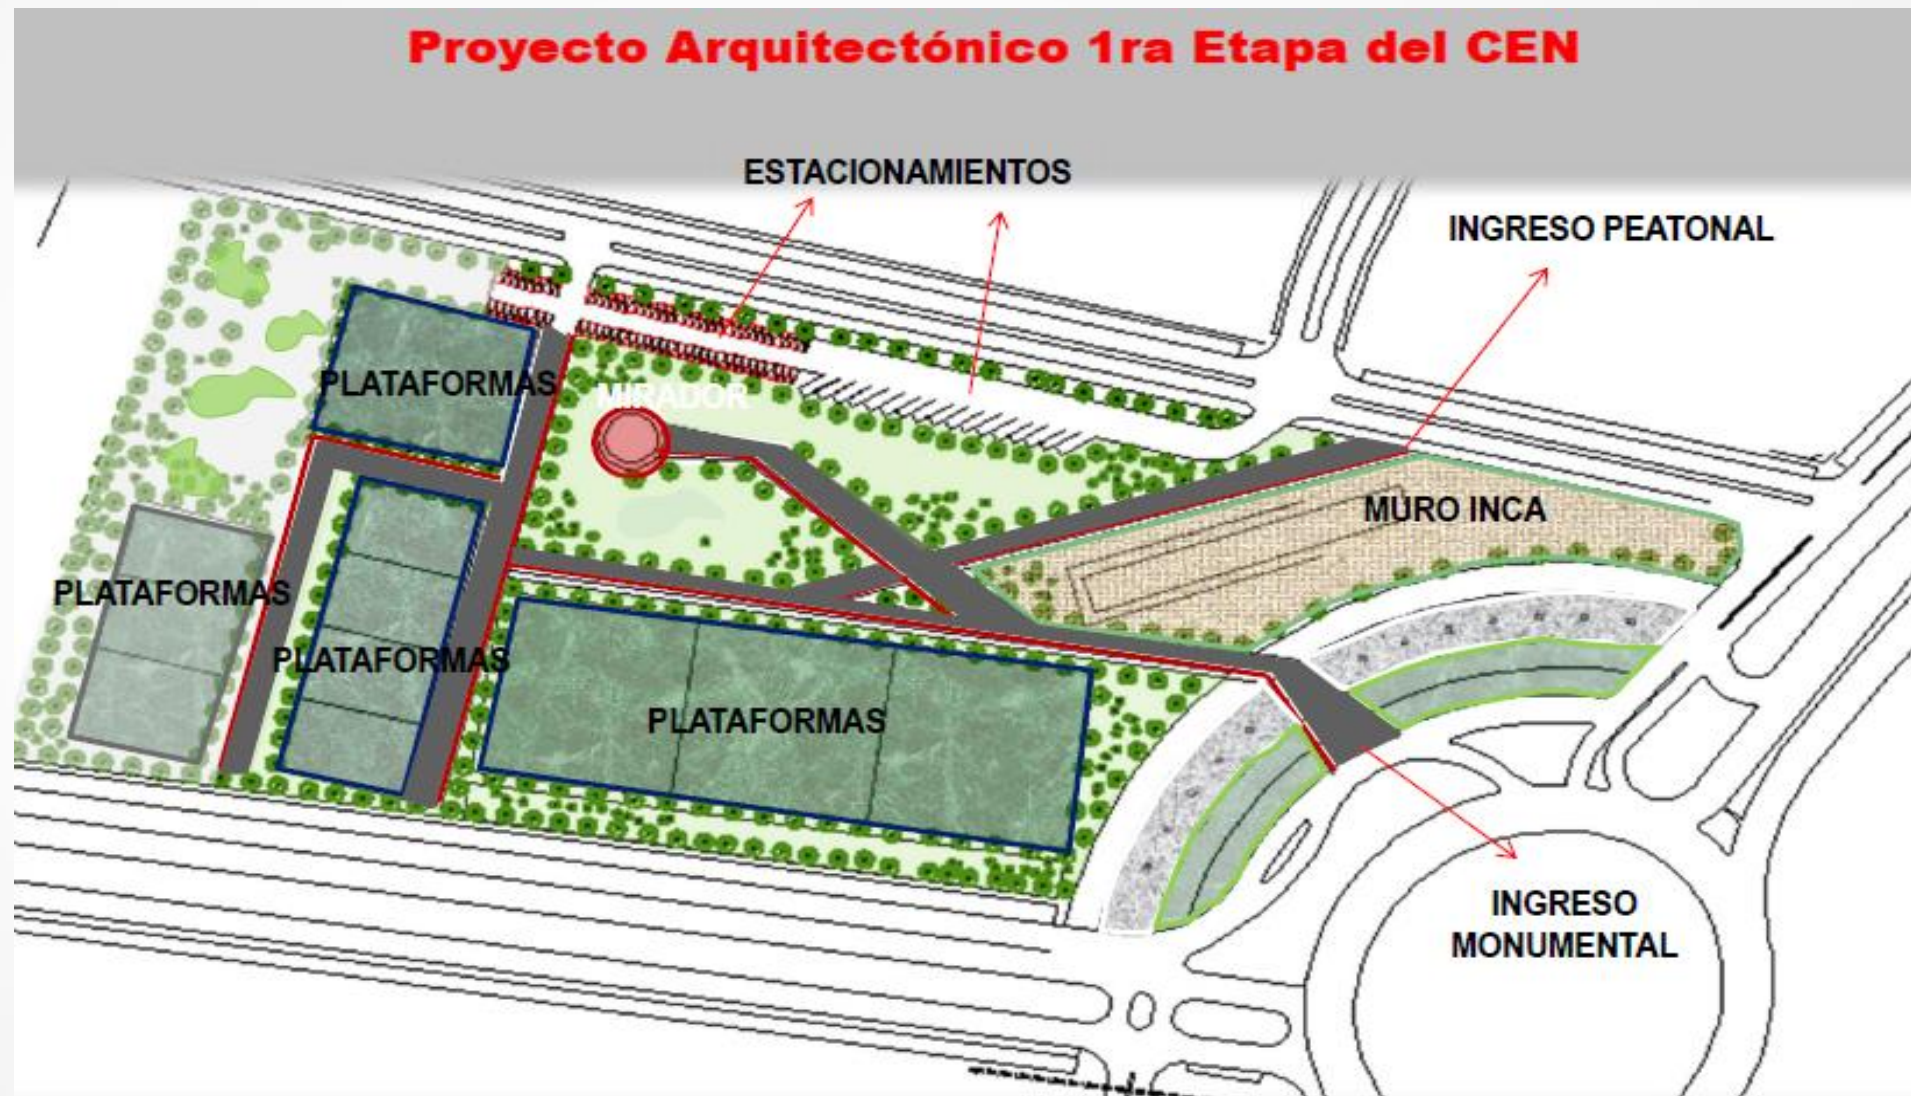 Proyecto Arquitectónico 1ra Etapa del CEN
ESTACIONAMIENTOS
INGRESO PEATONAL
PLATAFORMAS
MIRADOR
MURO INCA
PLATAFORMAS
PLATAFORMAS
PLATAFORMAS
INGRESO
MONUMENTAL